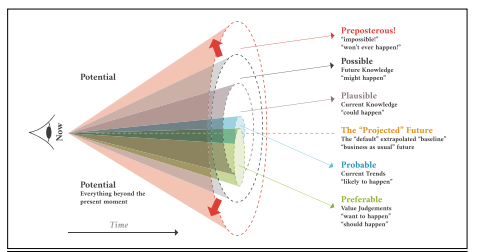 Preposterous!
"impossible!"
"won't ever happen!"
Possible
Future Knowledge
"might happen"
Potential
Plausible
Current Knowledge
"could happen"
Now
The "Projected" Future
The "default" extrapolated "baseline"
"business as usual" future
Probable
Current Trends
"likely to happen"
Potential
Everything beyond the
present moment
Preferable
Value Judgements
"want to happen"
"should happen"
Time